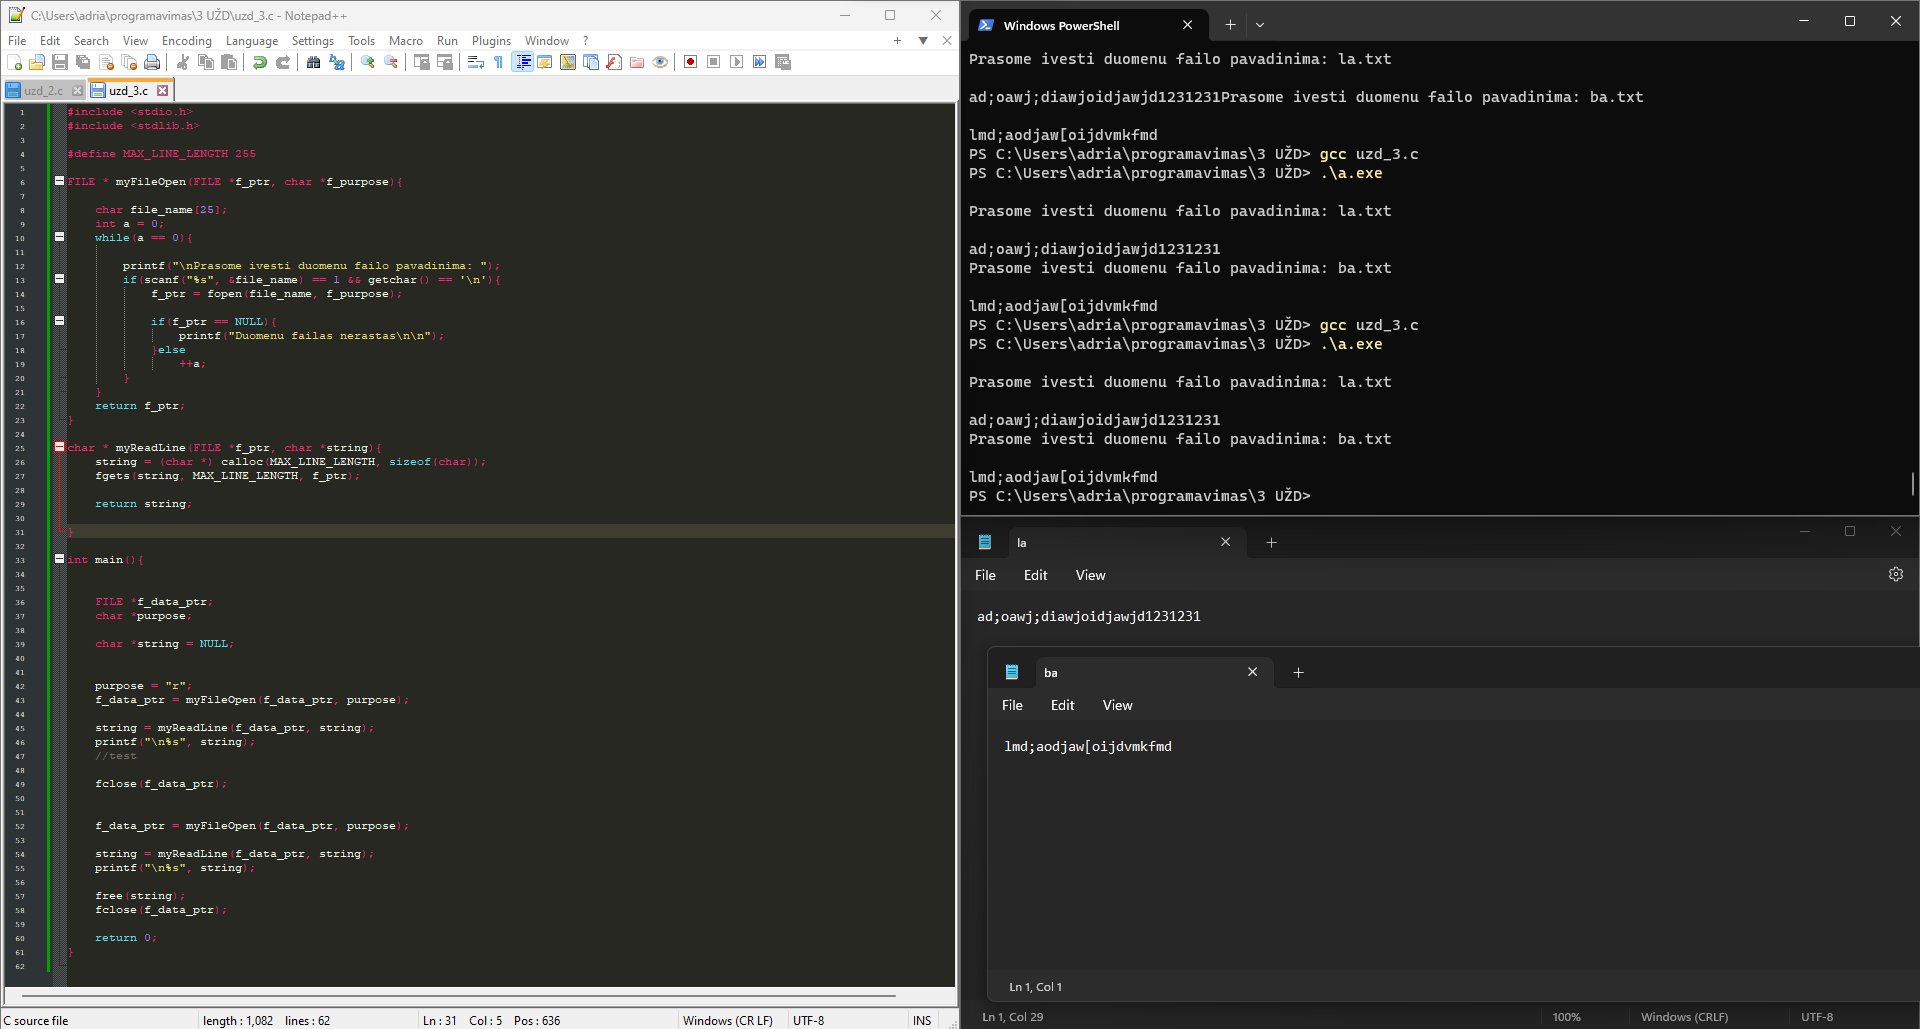 C:\Users\adria\programavimas\3 UŽD\uzd_3.c - Notepad++
File Edit Search View Encoding Language Settings Tools Macro Run Plugins Window ?
uzd_2.c
uzd_3.c
1 #include <stdio.h>
2 #include <stdlib.h>
3
4 #define MAX_LINE_LENGTH 255
5
6 FILE * myFileOpen(FILE *f_ptr, char *f_purpose){
7
8 char file_name[25];
9 int a = 0;
10 while(a == 0){
11
12 printf("\nPrasome ivesti duomenu failo pavadinima: ");
13 if(scanf("%s", &file_name) == 1 && getchar() == '\n'){
14 f_ptr = fopen(file_name, f_purpose);
15
16 if(f_ptr == NULL){
17 printf("Duomenu failas nerastas\n\n");
18 }else
19 ++a;
20 }
21 }
22 return f_ptr;
23 }
24
25 char * myReadLine(FILE *f_ptr, char *string){
26 string = (char *) calloc(MAX_LINE_LENGTH, sizeof(char));
27 fgets(string, MAX_LINE_LENGTH, f_ptr);
28
29 return string;
30
31 }
32
33 int main(){
34
35
36 FILE *f_data_ptr;
37 char *purpose;
38
39 char *string = NULL;
40
41
42 purpose = "r";
43 f_data_ptr = myFileOpen(f_data_ptr, purpose);
44
45 string = myReadLine(f_data_ptr, string);
46 printf("\n%s", string);
47 //test
48
49 fclose(f_data_ptr);
50
51
52 f_data_ptr = myFileOpen(f_data_ptr, purpose);
53
54 string = myReadLine(f_data_ptr, string);
55 printf("\n%s", string);
56
57 free(string);
58 fclose(f_data_ptr);
59
60 return 0;
61 }
62
C source file length : 1,082 lines : 62 Ln : 31 Col : 5 Pos : 636 Windows (CR LF) UTF-8 INS
Windows PowerShell
Prasome ivesti duomenu failo pavadinima: la.txt
ad;oawj;diawjoidjawjd1231231Prasome ivesti duomenu failo pavadinima: ba.txt
lmd;aodjaw[oijdvmkfmd
PS C:\Users\adria\programavimas\3 UŽD> gcc uzd_3.c
PS C:\Users\adria\programavimas\3 UŽD> .\a.exe
Prasome ivesti duomenu failo pavadinima: la.txt
ad;oawj;diawjoidjawjd1231231
Prasome ivesti duomenu failo pavadinima: ba.txt
lmd;aodjaw[oijdvmkfmd
PS C:\Users\adria\programavimas\3 UŽD> gcc uzd_3.c
PS C:\Users\adria\programavimas\3 UŽD> .\a.exe
Prasome ivesti duomenu failo pavadinima: la.txt
ad;oawj;diawjoidjawjd1231231
Prasome ivesti duomenu failo pavadinima: ba.txt
lmd;aodjaw[oijdvmkfmd
PS C:\Users\adria\programavimas\3 UŽD>
la
File Edit View
ad;oawj;diawjoidjawjd1231231
ba
File Edit View
lmd;aodjaw[oijdvmkfmd
Ln 1, Col 1
Ln 1, Col 29 100% Windows (CRLF) UTF-8